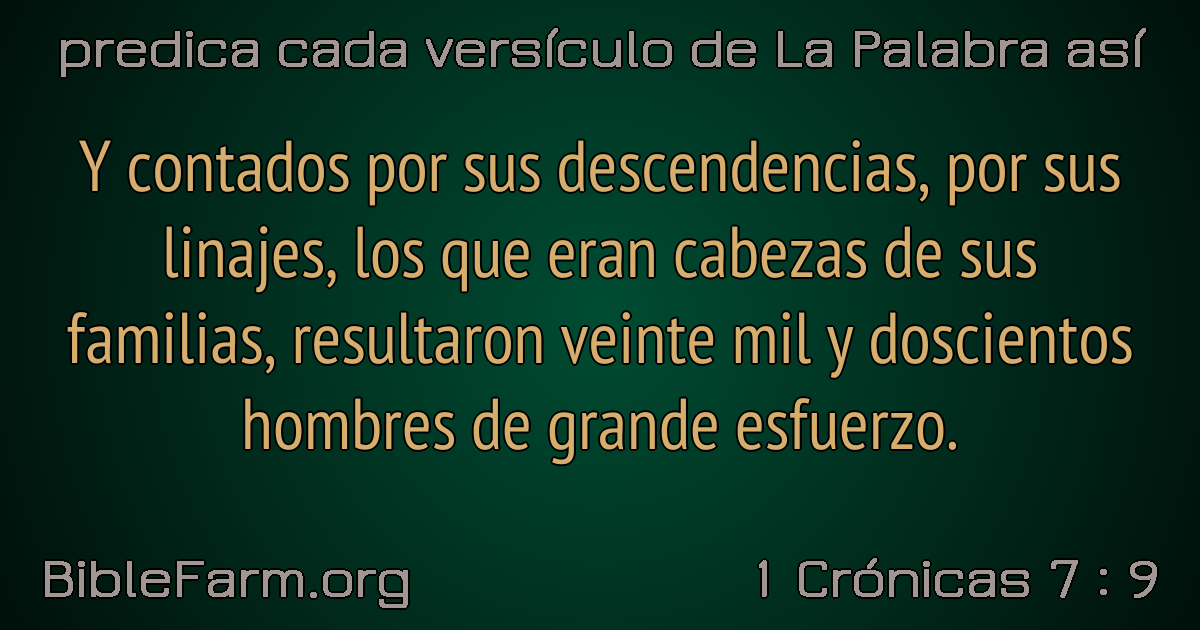 predica cada versículo de La Palabra así
Y contados por sus descendencias, por sus
linajes, los que eran cabezas de sus
familias, resultaron veinte mil y doscientos
hombres de grande esfuerzo.
BibleFarm.org
1 Crónicas 7 : 9